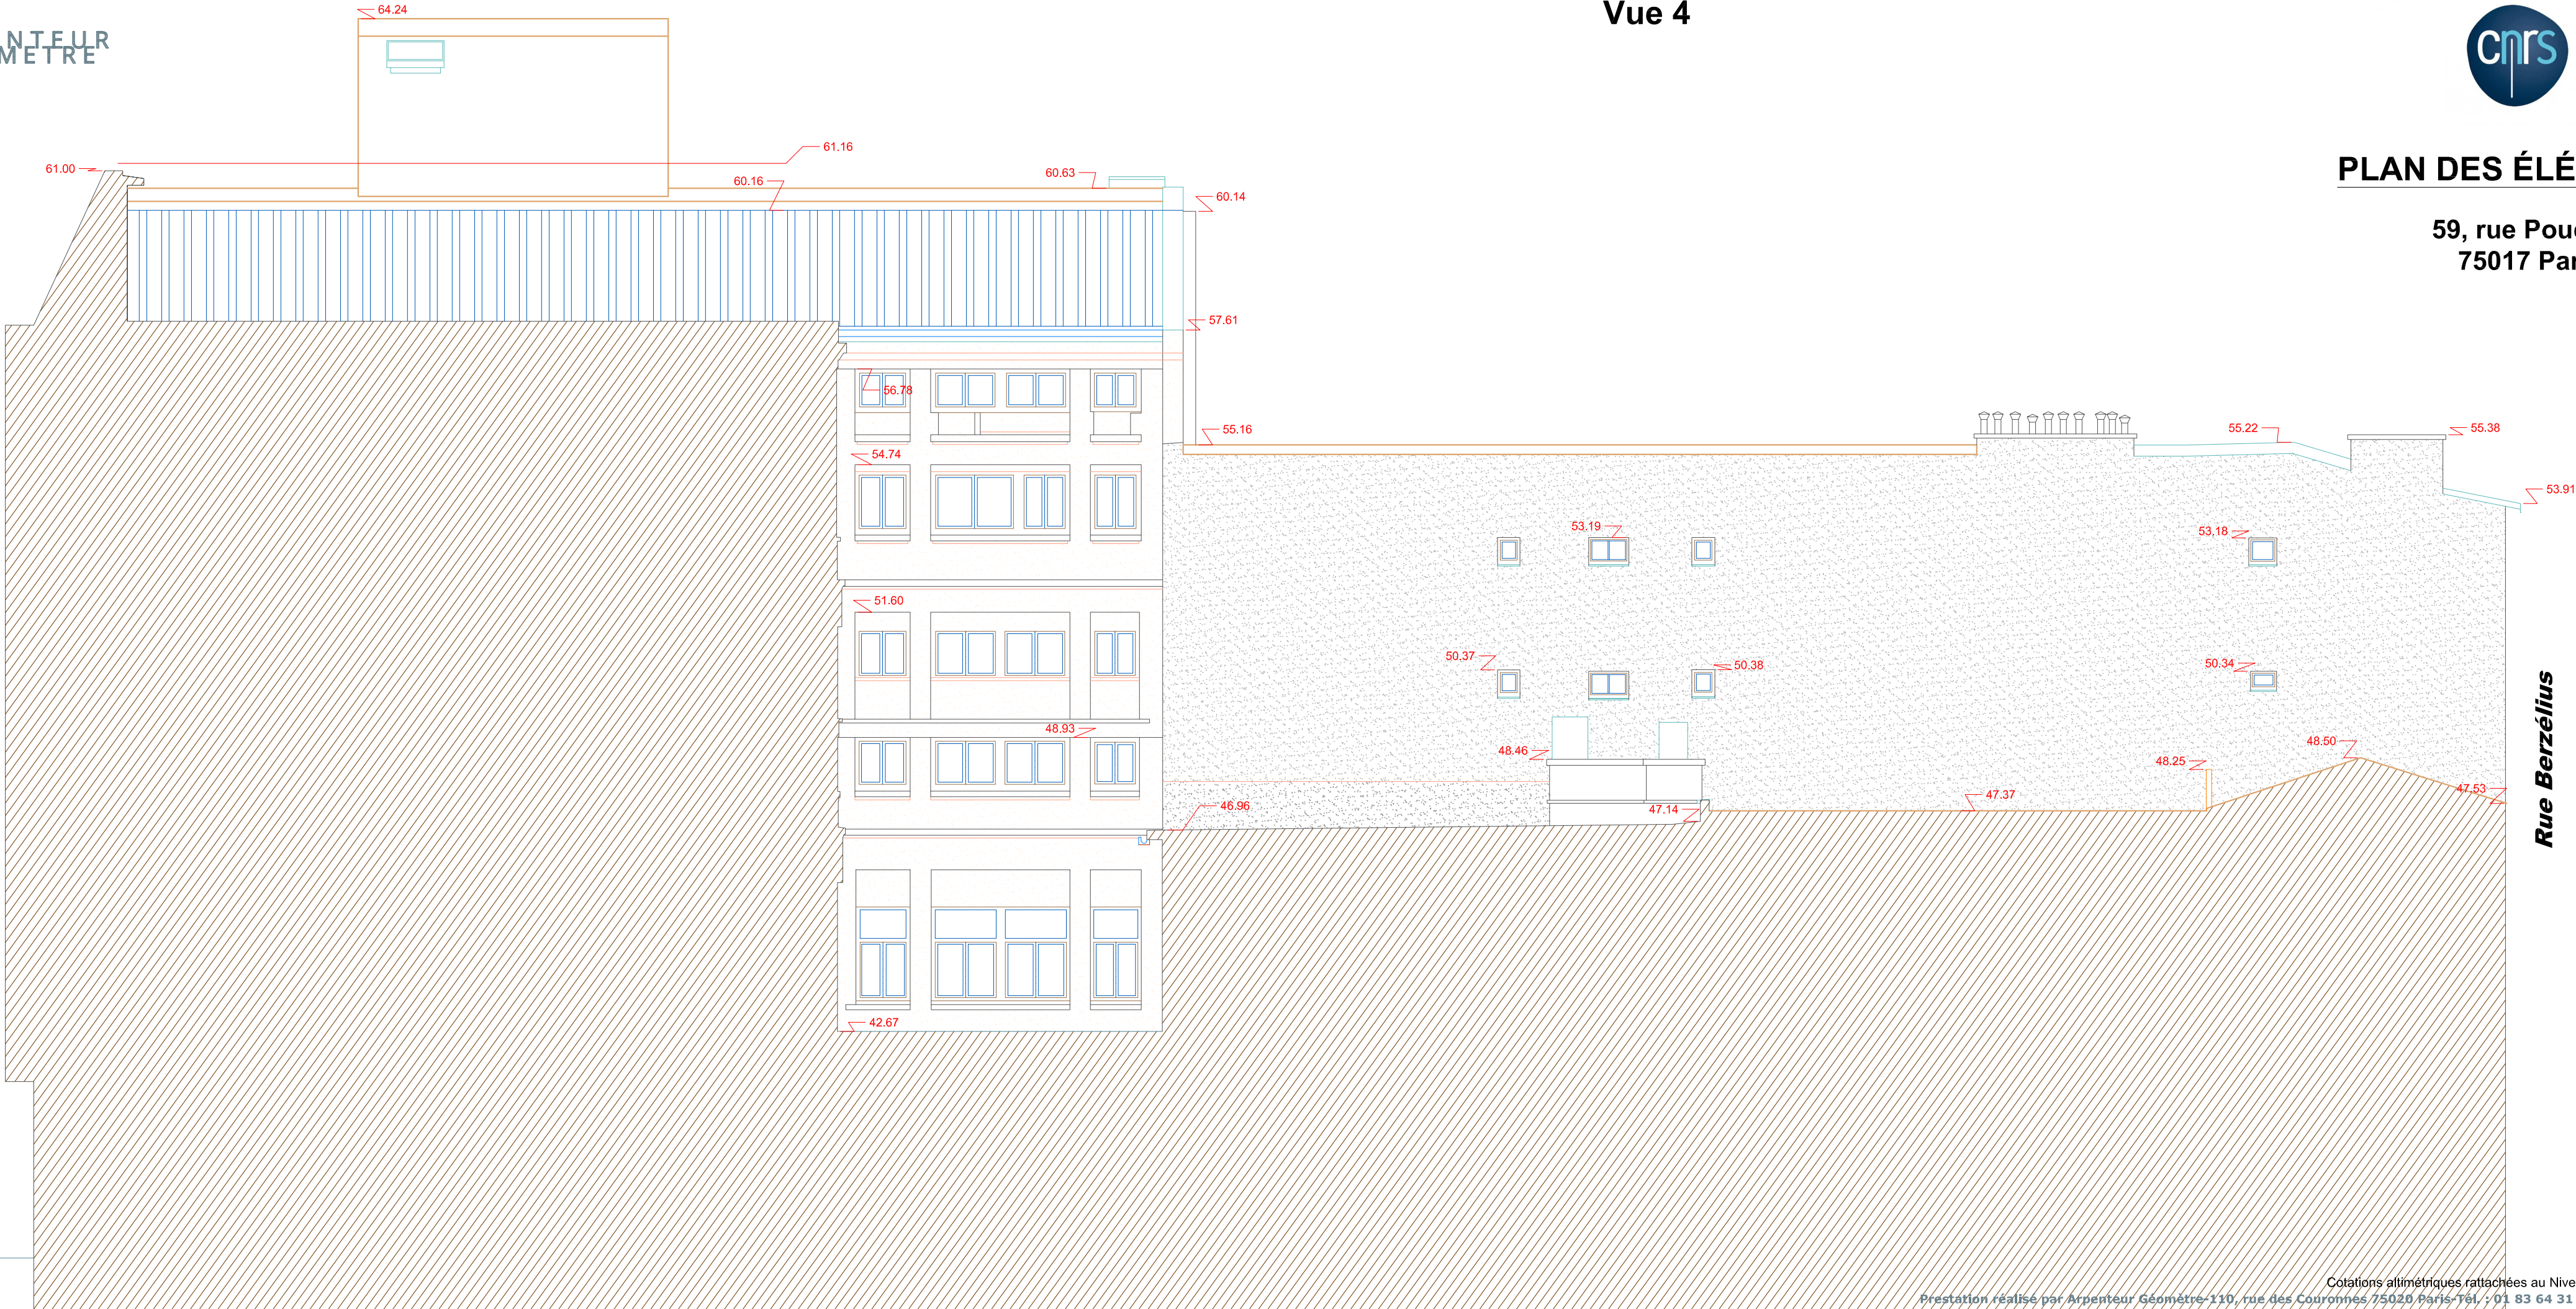 Vue 4
NTEUR
METRE
cnrs
PLAN DES ÉLÉ
59, rue Pou
75017 Par
64.24
61.16
61.00
60.63
60.16
60.14
57.61
56.78
55.16
55.22
55.38
54.74
53.91
53.19
53.18
51.60
50.37
50.38
50.34
48.93
48.46
48.50
48.25
47.53
47.37
46.96
47.14
42.67
Rue Berzélius
Cotations altimétriques rattachées au Nive
Prestation réalisé par Arpenteur Géomètre-110, rue des Couronnes 75020 Paris-Tél. : 01 83 64 31